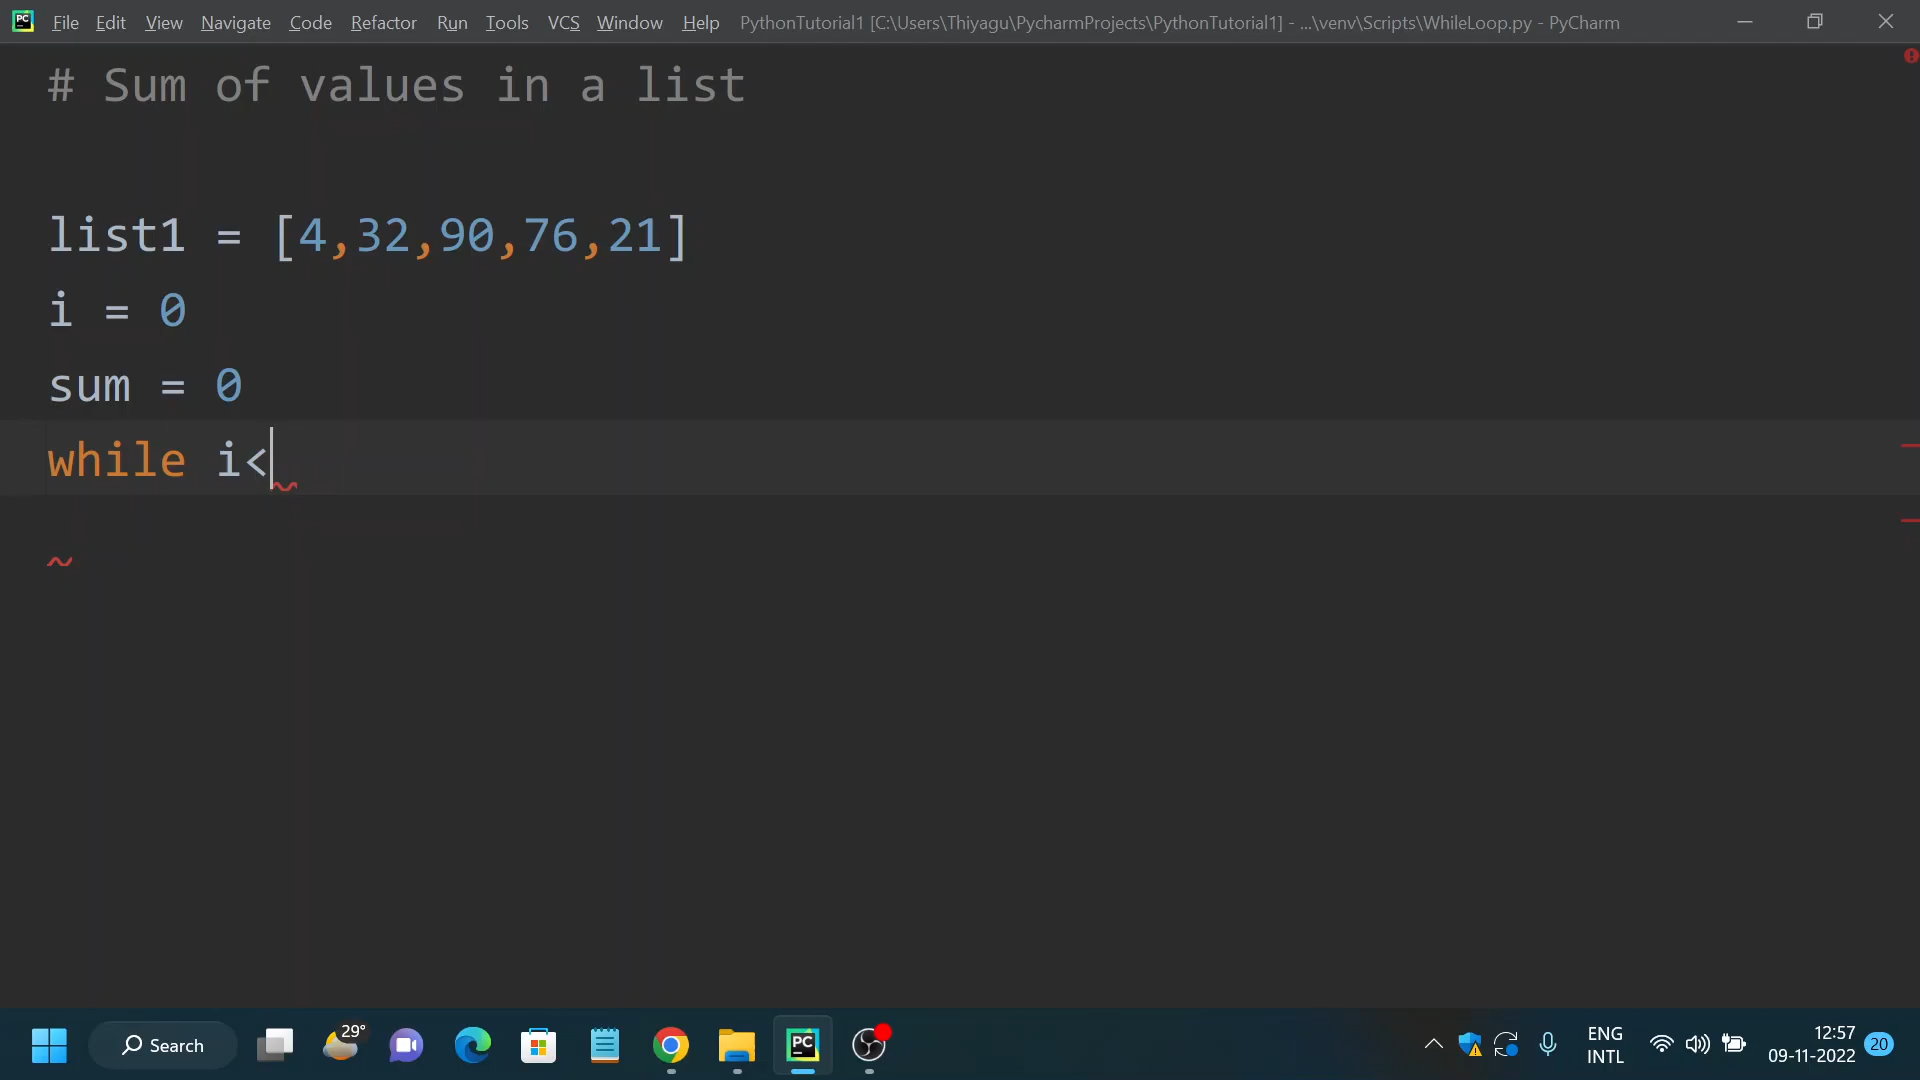 File Edit View Navigate Code Refactor Run Tools VCS Window Help PythonTutorial1 [C:\Users\Thiyagu\PycharmProjects\PythonTutorial1] - ...\venv\Scripts\WhileLoop.py - PyCharm
# Sum of values in a list
list1 = [4,32,90,76,21]
i = 0
sum = 0
while i<
Search
29°
PC
ENG
INTL
12:57
09-11-2022
20